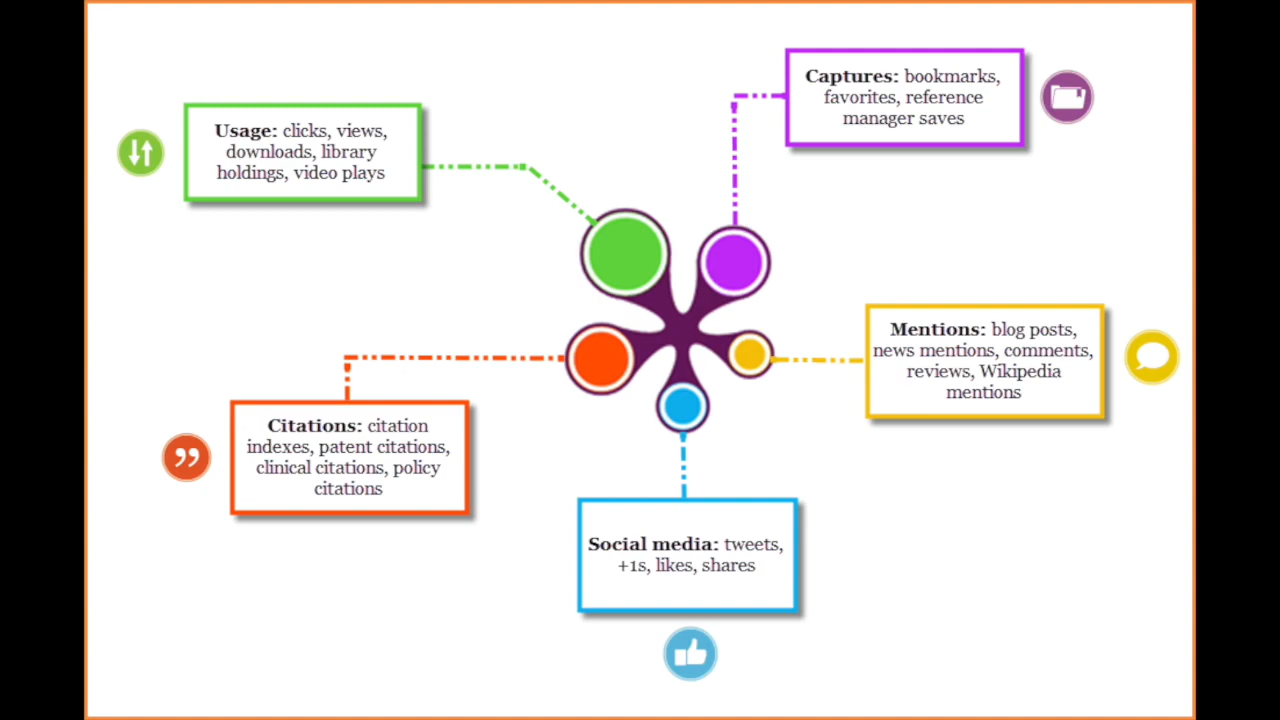 Captures: bookmarks,
favorites, reference
manager saves
Usage: clicks, views,
downloads, library
holdings, video plays
Mentions: blog posts,
news mentions, comments,
reviews, Wikipedia
mentions
Citations: citation
indexes, patent citations,
clinical citations, policy
citations
Social media: tweets,
+1s, likes, shares